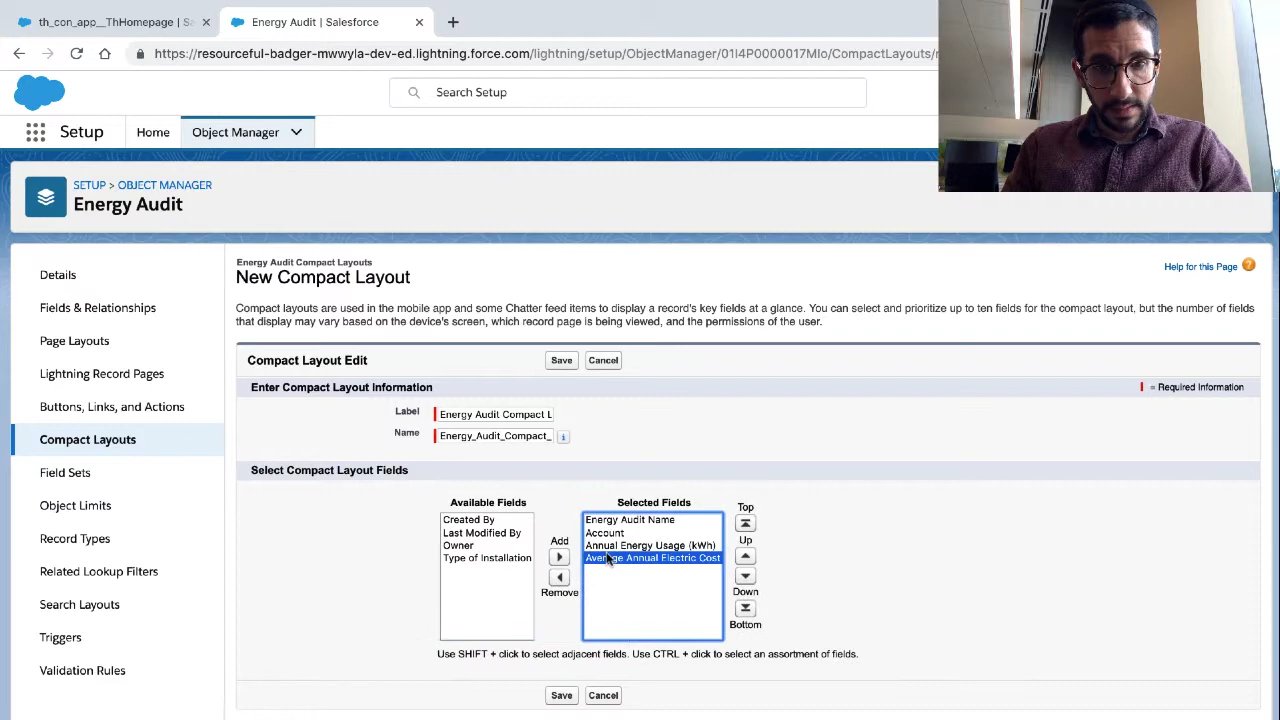 th_con_app__ThHomepage | Sa
Energy Audit | Salesforce
https://resourceful-badger-mwwyla-dev-ed.lightning.force.com/lightning/setup/ObjectManager/01I4P0000017MIo/CompactLayouts/
Search Setup
Setup
Home
Object Manager
SETUP > OBJECT MANAGER
Energy Audit
Details
Fields & Relationships
Page Layouts
Lightning Record Pages
Buttons, Links, and Actions
Compact Layouts
Field Sets
Object Limits
Record Types
Related Lookup Filters
Search Layouts
Triggers
Validation Rules
Energy Audit Compact Layouts
New Compact Layout
Help for this Page ?
Compact layouts are used in the mobile app and some Chatter feed items to display a record's key fields at a glance. You can select and prioritize up to ten fields for the compact layout, but the number of fields
that display may vary based on the device's screen, which record page is being viewed, and the permissions of the user.
Compact Layout Edit
Save
Cancel
Enter Compact Layout Information
= Required Information
Label
Energy Audit Compact L
Name
Energy_Audit_Compact_
i
Select Compact Layout Fields
Available Fields
Created By
Last Modified By
Owner
Type of Installation
Add
Remove
Selected Fields
Energy Audit Name
Account
Annual Energy Usage (kWh)
Average Annual Electric Cost
Top
Up
Down
Bottom
Use SHIFT + click to select adjacent fields. Use CTRL + click to select an assortment of fields.
Save
Cancel